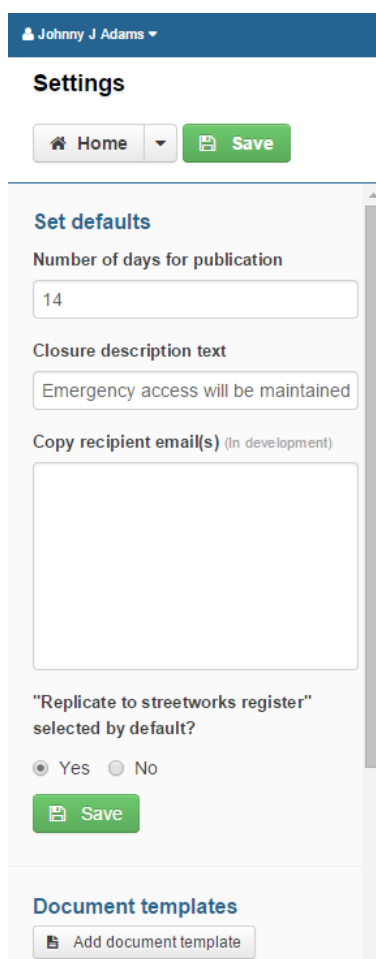 Johnny J Adams
Settings
Home
Save
Set defaults
Number of days for publication
14
Closure description text
Emergency access will be maintained
Copy recipient email(s) (In development)
"Replicate to streetworks register"
selected by default?
Yes No
Save
Document templates
Add document template